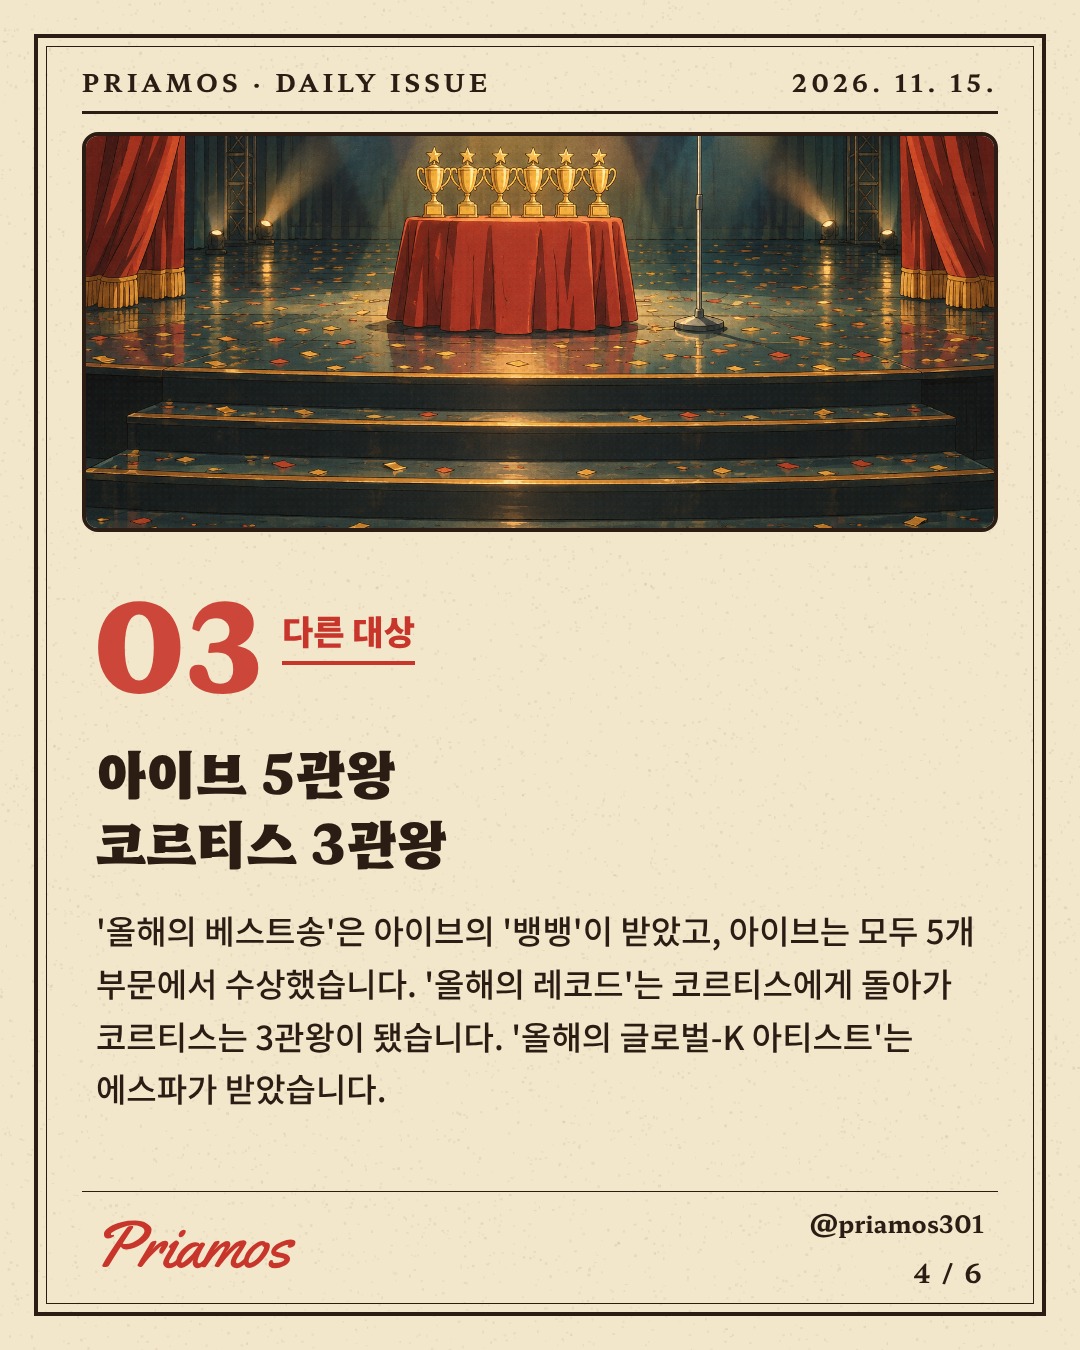 PRIAMOS · DAILY ISSUE
2026. 11. 15.
03
다른 대상
아이브 5관왕
코르티스 3관왕
'올해의 베스트송'은 아이브의 '뱅뱅'이 받았고, 아이브는 모두 5개
부문에서 수상했습니다. '올해의 레코드'는 코르티스에게 돌아가
코르티스는 3관왕이 됐습니다. '올해의 글로벌-K 아티스트'는
에스파가 받았습니다.
Priamos
@priamos301
4 / 6